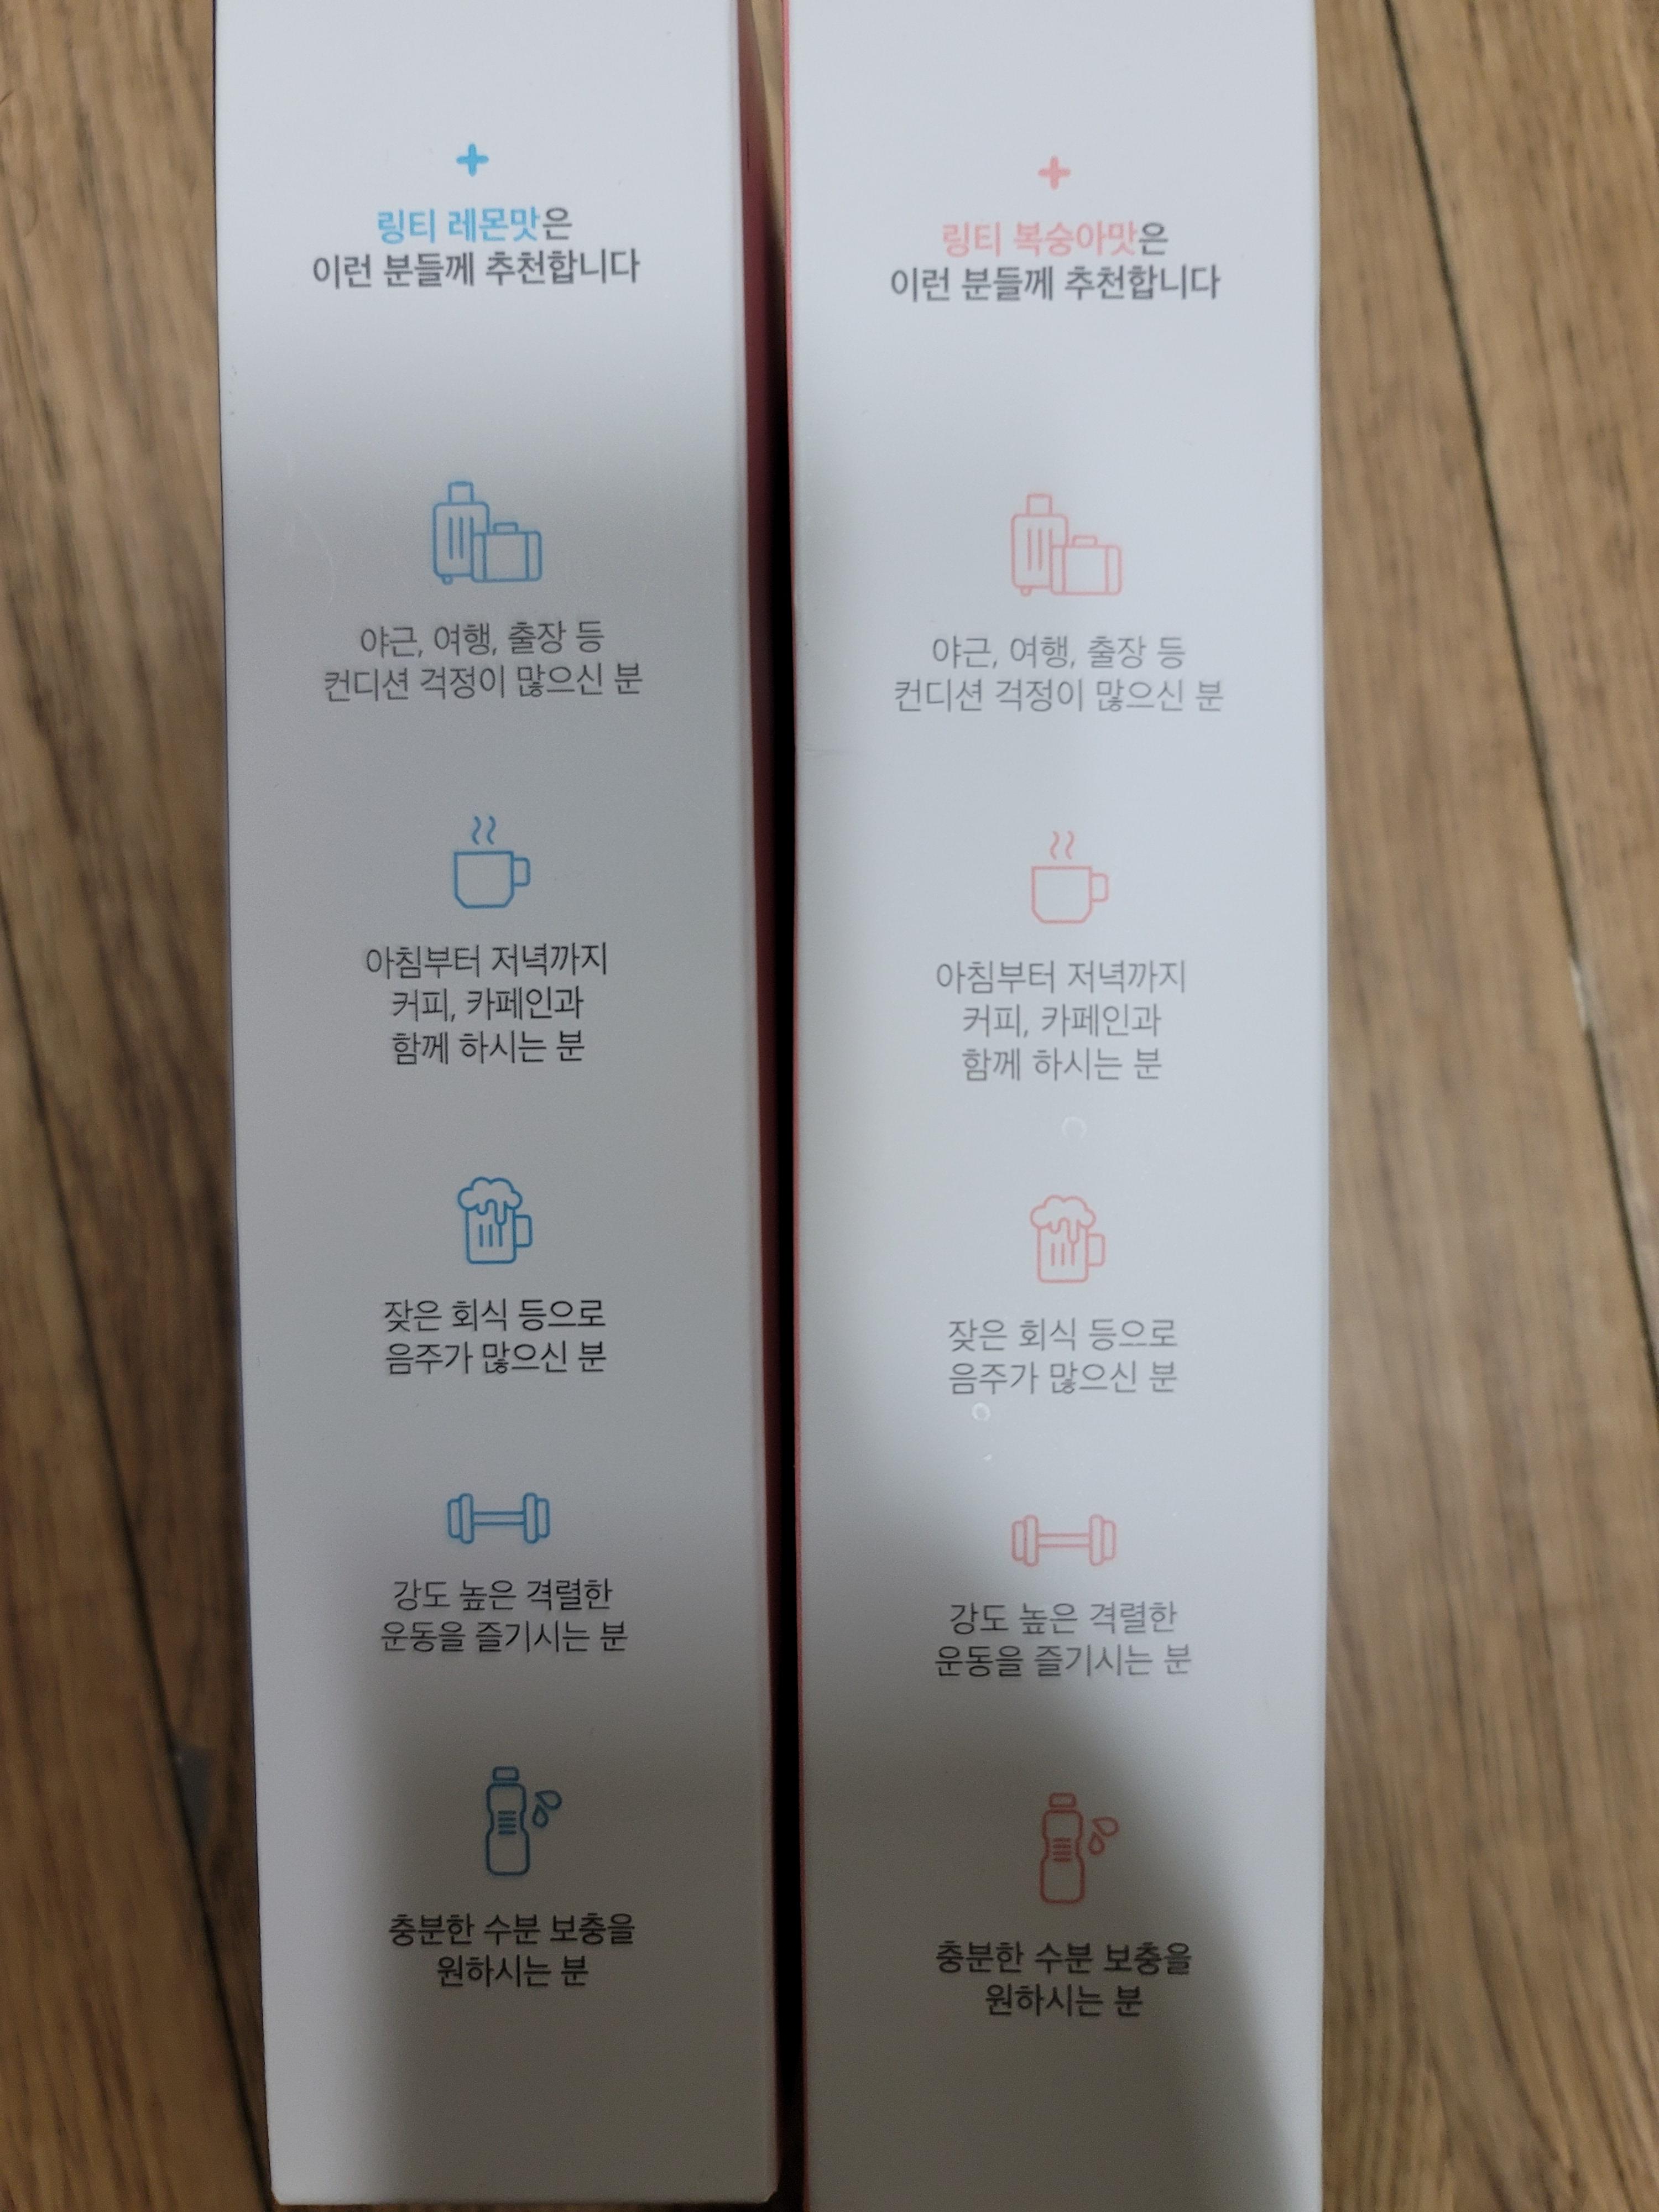 링티 레몬맛은
이런 분들께 추천합니다
야근, 여행, 출장 등
컨디션 걱정이 많으신 분
아침부터 저녁까지
커피, 카페인과
함께 하시는 분
잦은 회식 등으로
음주가 많으신 분
강도 높은 격렬한
운동을 즐기시는 분
충분한 수분 보충을
원하시는 분
링티 복숭아맛은
이런 분들께 추천합니다
야근, 여행, 출장 등
컨디션 걱정이 많으신 분
아침부터 저녁까지
커피, 카페인과
함께 하시는 분
잦은 회식 등으로
음주가 많으신 분
강도 높은 격렬한
운동을 즐기시는 분
충분한 수분 보충을
원하시는 분